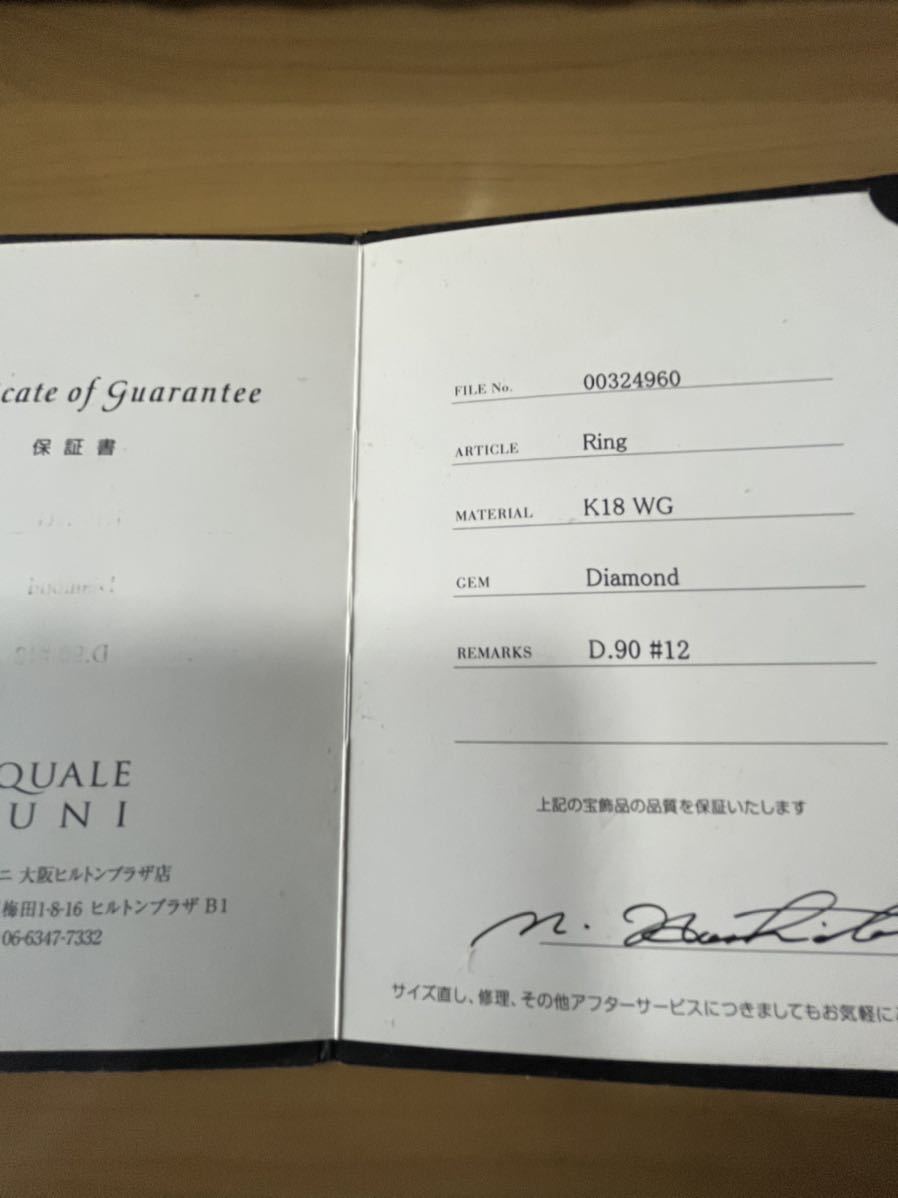 cate of Guarantee
保証書
QUALE
UNI
ニ 大阪ヒルトンプラザ店
梅田1-8-16 ヒルトンプラザ B1
06-6347-7332
FILE No. 00324960
ARTICLE Ring
MATERIAL K18 WG
GEM Diamond
REMARKS D.90 #12
上記の宝飾品の品質を保証いたします
サイズ直し、修理、その他アフターサービスにつきましてもお気軽に